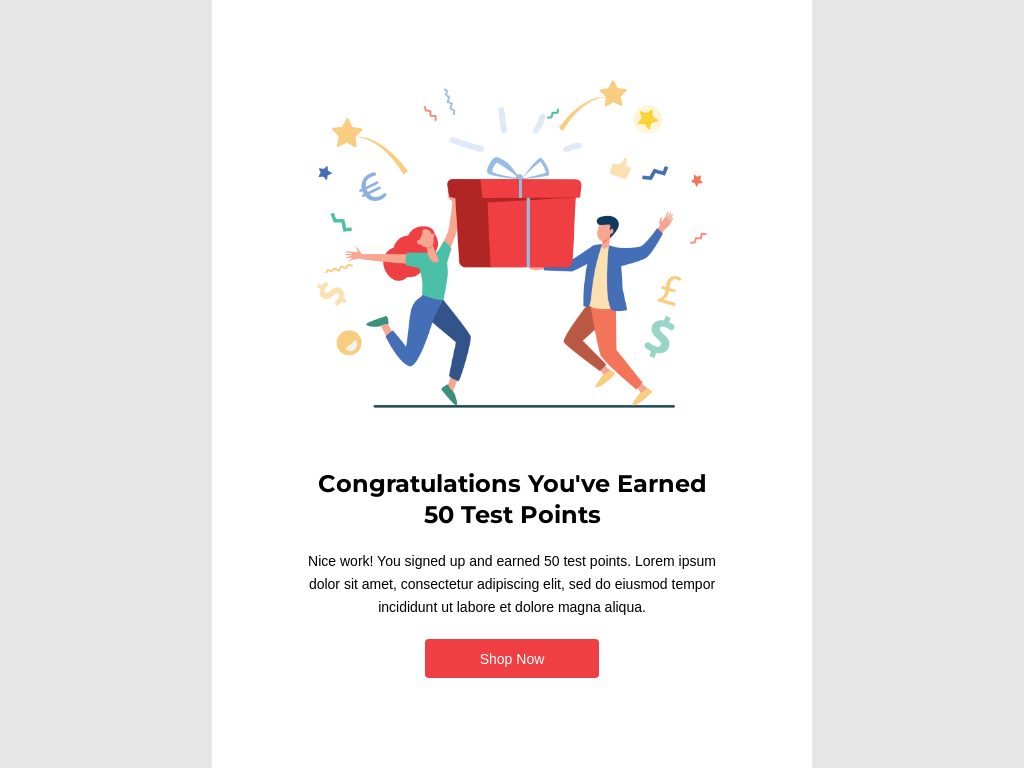 Congratulations You've Earned
50 Test Points
Nice work! You signed up and earned 50 test points. Lorem ipsum
dolor sit amet, consectetur adipiscing elit, sed do eiusmod tempor
incididunt ut labore et dolore magna aliqua.
Shop Now